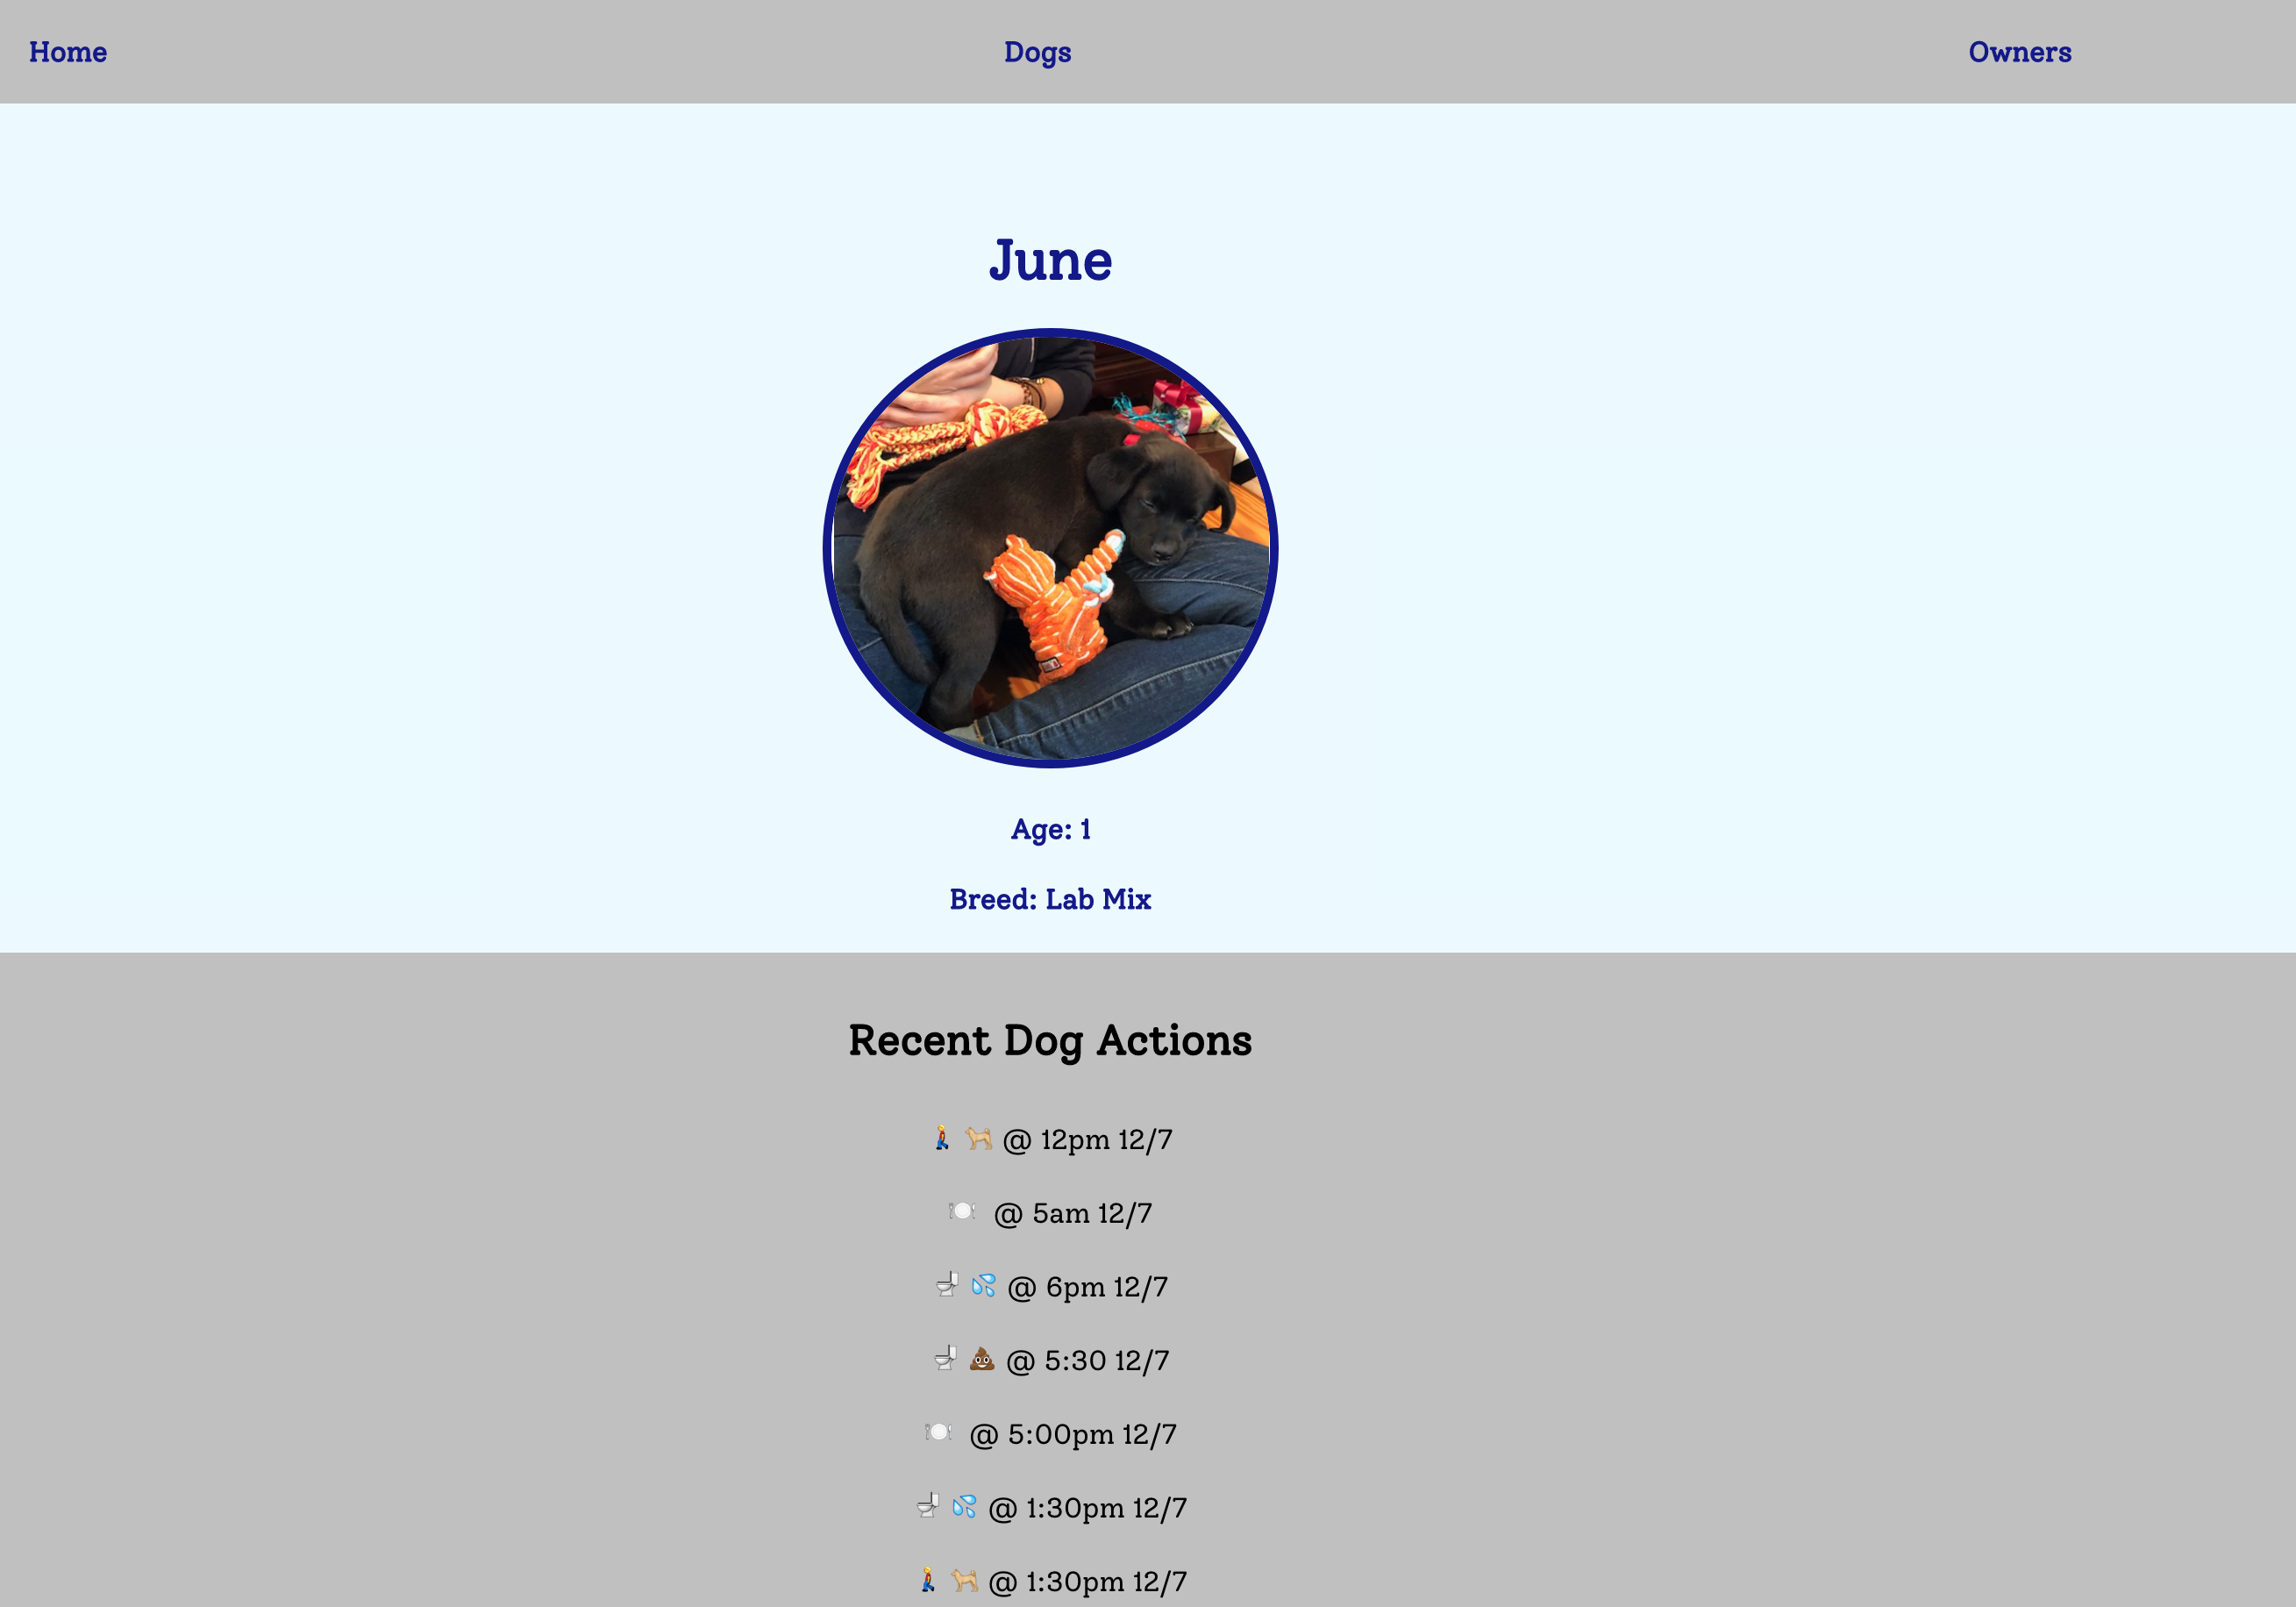 Home Dogs Owners
June
Age: 1
Breed: Lab Mix
Recent Dog Actions
🚶 🐕 @ 12pm 12/7
🍽 @ 5am 12/7
🚽 💦 @ 6pm 12/7
🚽 💩 @ 5:30 12/7
🍽 @ 5:00pm 12/7
🚽 💦 @ 1:30pm 12/7
🚶 🐕 @ 1:30pm 12/7